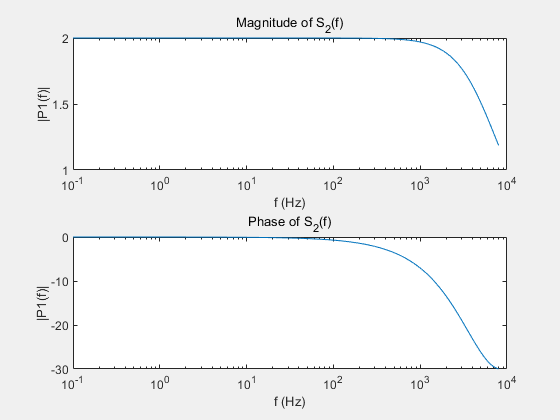 Magnitude of S2(f)
2
1.5
1
|P1(f)|
10-1 100 101 102 103 104
f (Hz)
Phase of S2(f)
0
-10
-20
-30
|P1(f)|
10-1 100 101 102 103 104
f (Hz)